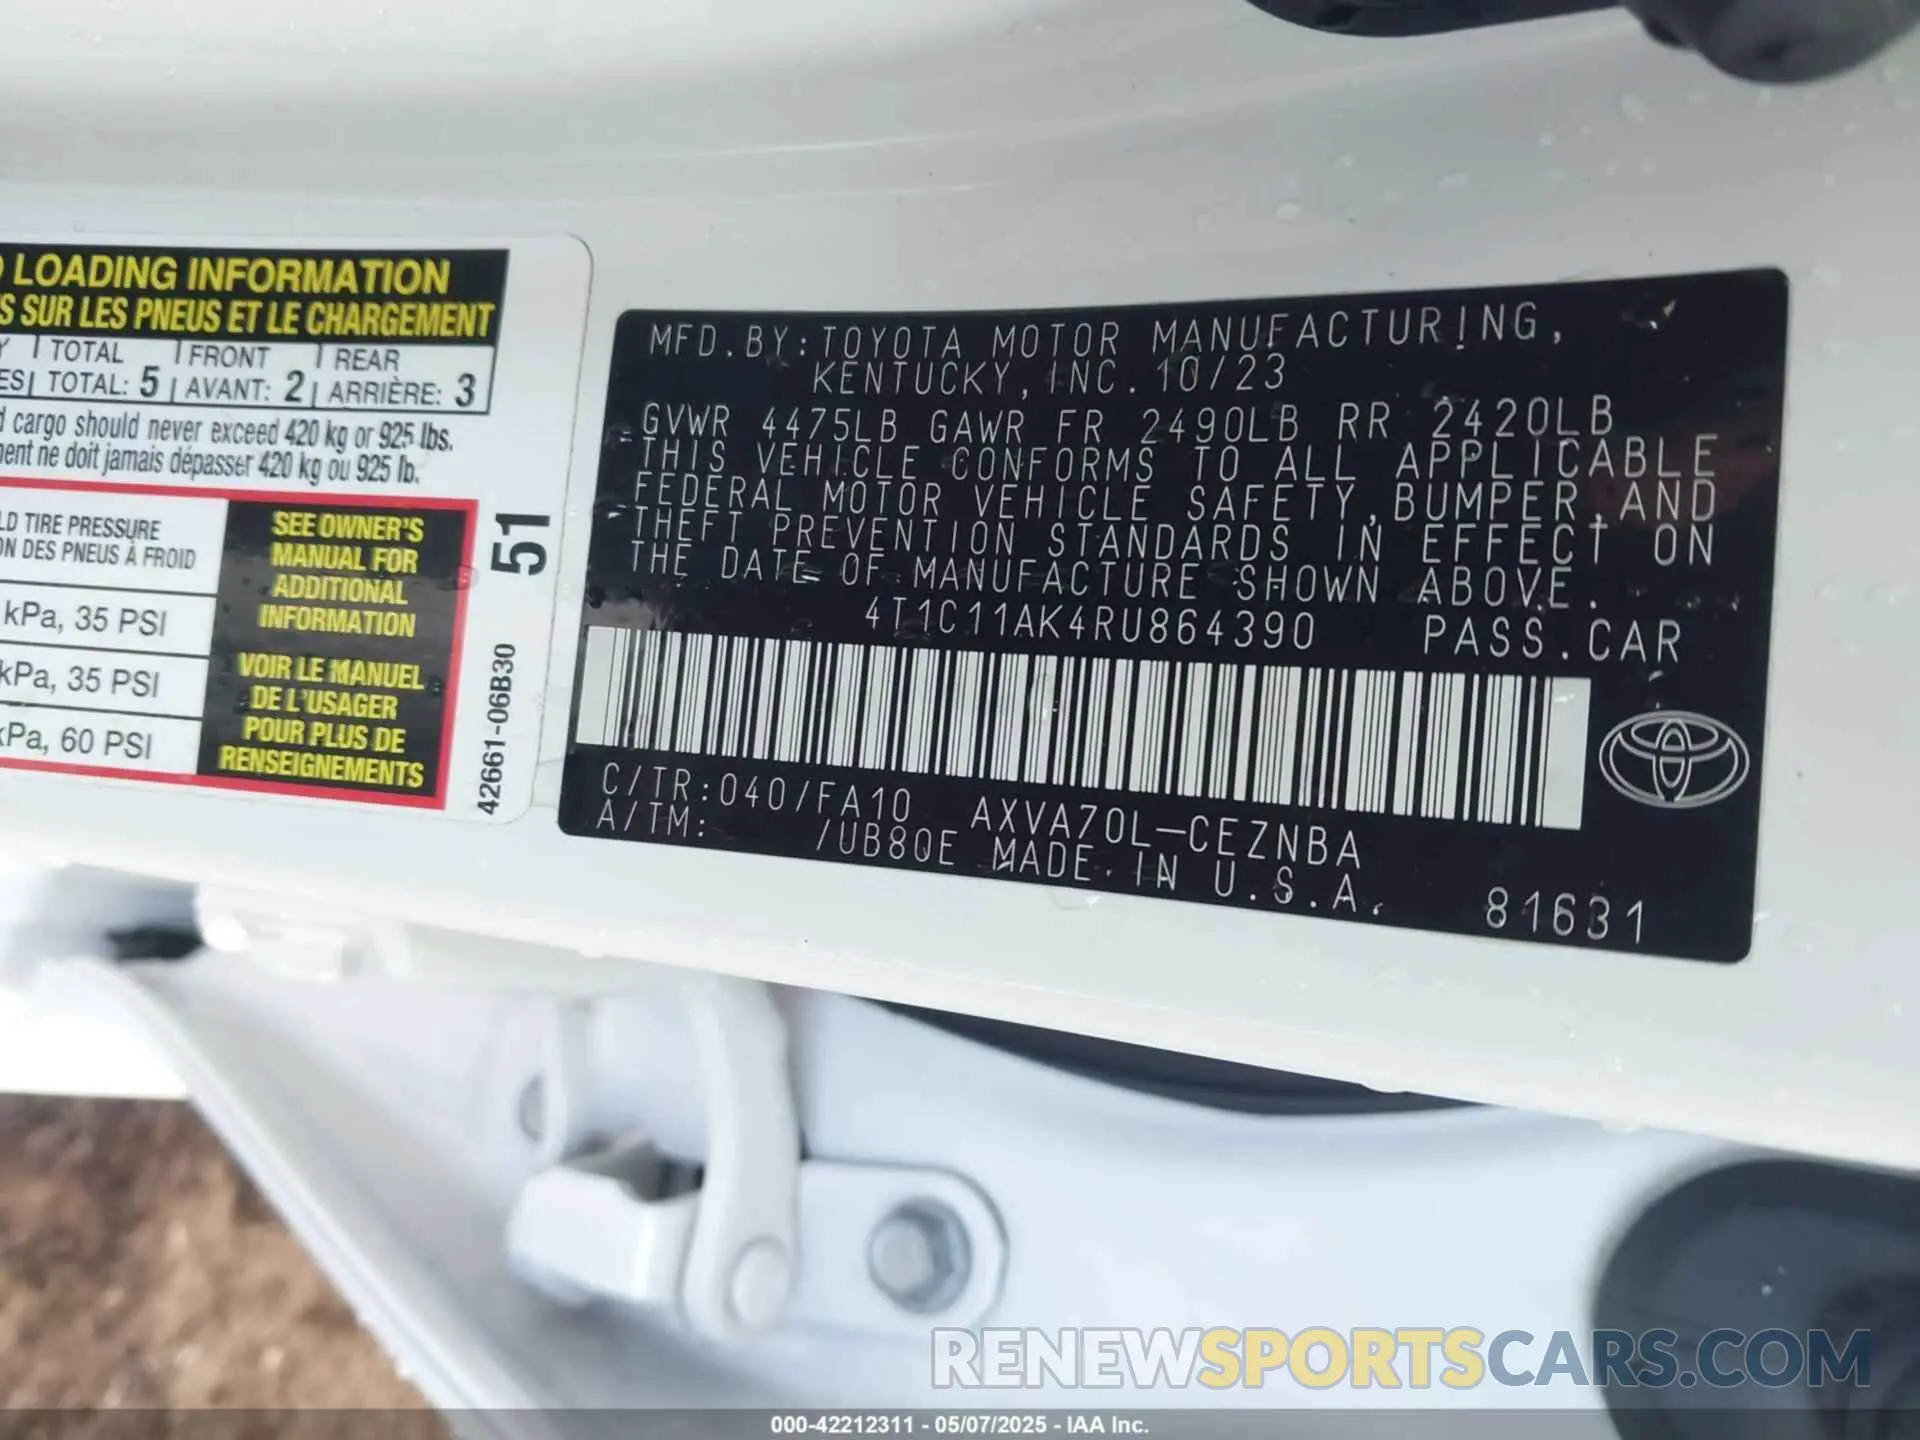 LOADING INFORMATION
SUR LES PNEUS ET LE CHARGEMENT
TOTAL FRONT REAR
TOTAL: 5 AVANT: 2 ARRIÈRE: 3
cargo should never exceed 420 kg or 925 lbs.
ne doit jamais dépasser 420 kg ou 925 lb.
TIRE PRESSURE
DES PNEUS À FROID
kPa, 35 PSI
kPa, 35 PSI
kPa, 60 PSI
SEE OWNER'S
MANUAL FOR
ADDITIONAL
INFORMATION
VOIR LE MANUEL
DE L'USAGER
POUR PLUS DE
RENSEIGNEMENTS
51
42661-06B30
MFD.BY:TOYOTA MOTOR MANUFACTURING,
KENTUCKY, INC. 10/23
GVWR 4475LB GAWR FR 2490LB RR 2420LB
THIS VEHICLE CONFORMS TO ALL APPLICABLE
FEDERAL MOTOR VEHICLE SAFETY, BUMPER, AND
THEFT PREVENTION STANDARDS IN EFFECT ON
THE DATE OF MANUFACTURE SHOWN ABOVE.
4T1C11AK4RU864390 PASS.CAR
C/TR:040/FA10 AXVA70L-CEZNBA
A/TM: /UB80E MADE IN U.S.A.
81631
RENEWSPORTSCARS.COM
000-42212311 - 05/07/2025 - IAA Inc.